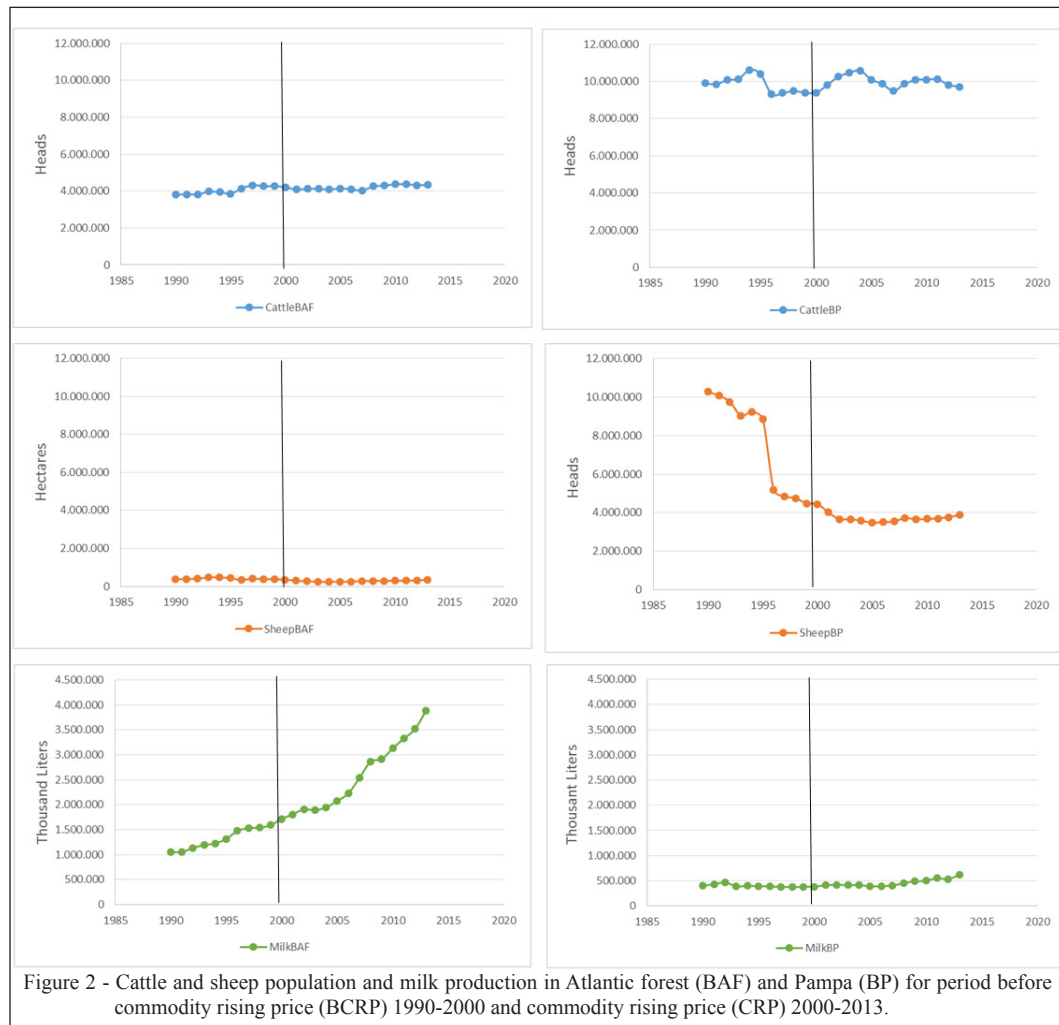 12.000.000
10.000.000
8.000.000
6.000.000
4.000.000
2.000.000
0
Heads
1985 1990 1995 2000 2005 2010 2015 2020
CattleBAF
12.000.000
10.000.000
8.000.000
6.000.000
4.000.000
2.000.000
0
Heads
1985 1990 1995 2000 2005 2010 2015 2020
CattleBP
12.000.000
10.000.000
8.000.000
6.000.000
4.000.000
2.000.000
0
Hectares
1985 1990 1995 2000 2005 2010 2015 2020
SheepBAF
12.000.000
10.000.000
8.000.000
6.000.000
4.000.000
2.000.000
0
Heads
1985 1990 1995 2000 2005 2010 2015 2020
SheepBP
4.500.000
4.000.000
3.500.000
3.000.000
2.500.000
2.000.000
1.500.000
1.000.000
500.000
0
Thousand Liters
1985 1990 1995 2000 2005 2010 2015 2020
MilkBAF
4.500.000
4.000.000
3.500.000
3.000.000
2.500.000
2.000.000
1.500.000
1.000.000
500.000
0
Thousant Liters
1985 1990 1995 2000 2005 2010 2015 2020
MilkBP
Figure 2 - Cattle and sheep population and milk production in Atlantic forest (BAF) and Pampa (BP) for period before
commodity rising price (BCRP) 1990-2000 and commodity rising price (CRP) 2000-2013.